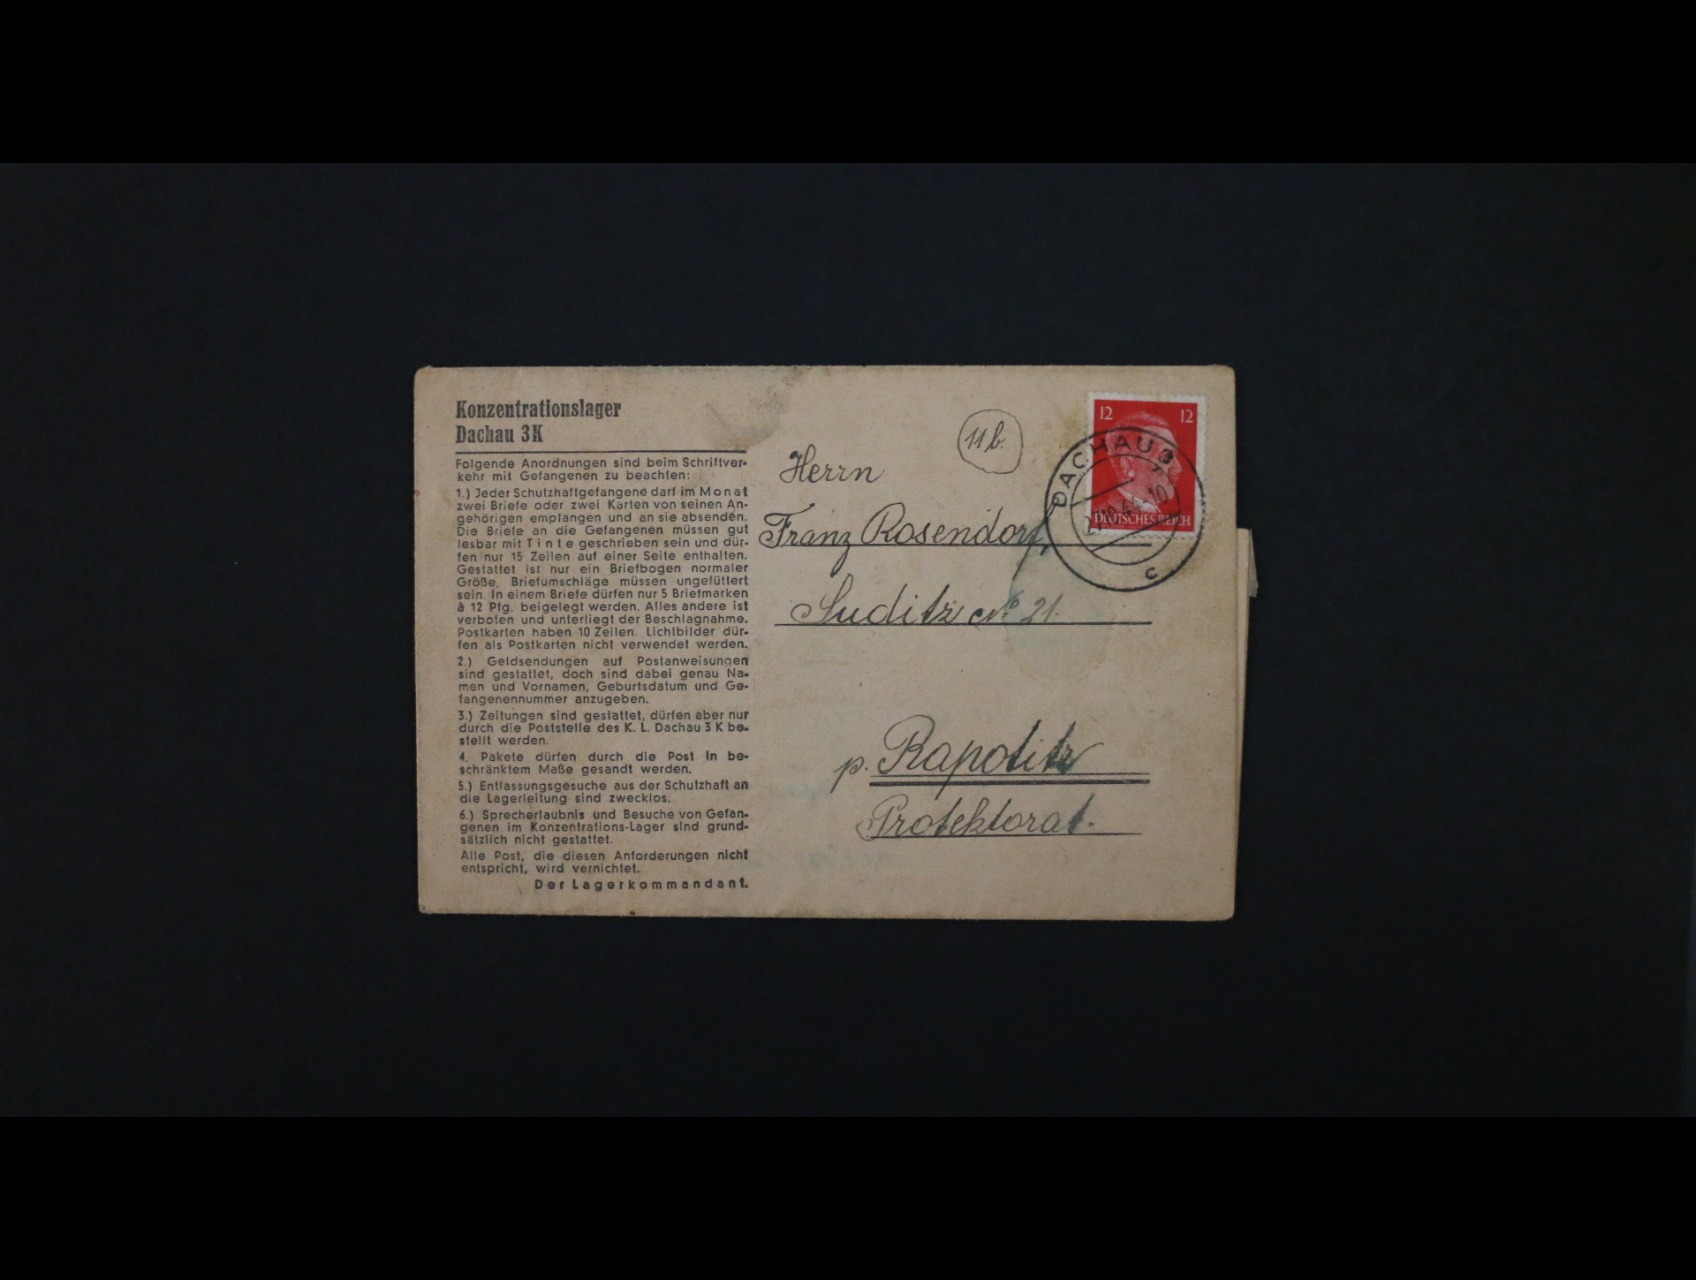 Konzentrationslager
Dachau 3K
Folgende Anordnungen sind beim Schriftver-
kehr mit Gefangenen zu beachten:
1.) Jeder Schutzhaftgefangene darf im Monat
zwei Briefe oder zwei Karten von seinen An-
gehörigen empfangen und an sie absenden.
Die Briefe an die Gefangenen müssen gut
lesbar mit Tinte geschrieben sein und dür-
fen nur 15 Zeilen auf einer Seite enthalten.
Gestattet ist nur ein Briefbogen normaler
Größe. Briefumschläge müssen ungefüttert
sein. In einem Briefe dürfen nur 5 Briefmarken
à 12 Pfg. beigelegt werden. Alles andere ist
verboten und unterliegt der Beschlagnahme.
Postkarten haben 10 Zeilen. Lichtbilder dür-
fen als Postkarten nicht verwendet werden.
2.) Geldsendungen auf Postanweisungen
sind gestattet, doch sind dabei genau Na-
men und Vornamen, Geburtsdatum und Ge-
fangenennummer anzugeben.
3.) Zeitungen sind gestattet, dürfen aber nur
durch die Poststelle des K. L. Dachau 3 K be-
stellt werden.
4. Pakete dürfen durch die Post in be-
schränktem Maße gesandt werden.
5.) Entlassungsgesuche aus der Schutzhaft an
die Lagerleitung sind zwecklos.
6.) Sprecherlaubnis und Besuche von Gefan-
genen im Konzentrations-Lager sind grund-
sätzlich nicht gestattet.
Alle Post, die diesen Anforderungen nicht
entspricht, wird vernichtet.
Der Lagerkommandant.
11b.
12 12
DEUTSCHES REICH
DACHAU 3
c
Herrn
Franz Rosendorf,
Suditz No 21.
p. Rapotitz
Protektorat.